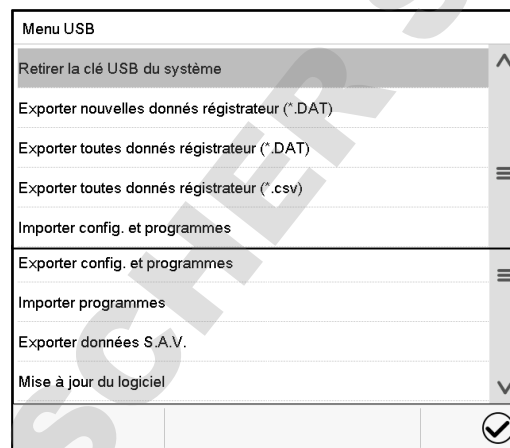 Menu USB
Retirer la clé USB du système
Exporter nouvelles donnés régistrateur (*.DAT)
Exporter toutes donnés régistrateur (*.DAT)
Exporter toutes donnés régistrateur (*.csv)
Importer config. et programmes
Exporter config. et programmes
Importer programmes
Exporter données S.A.V.
Mise à jour du logiciel